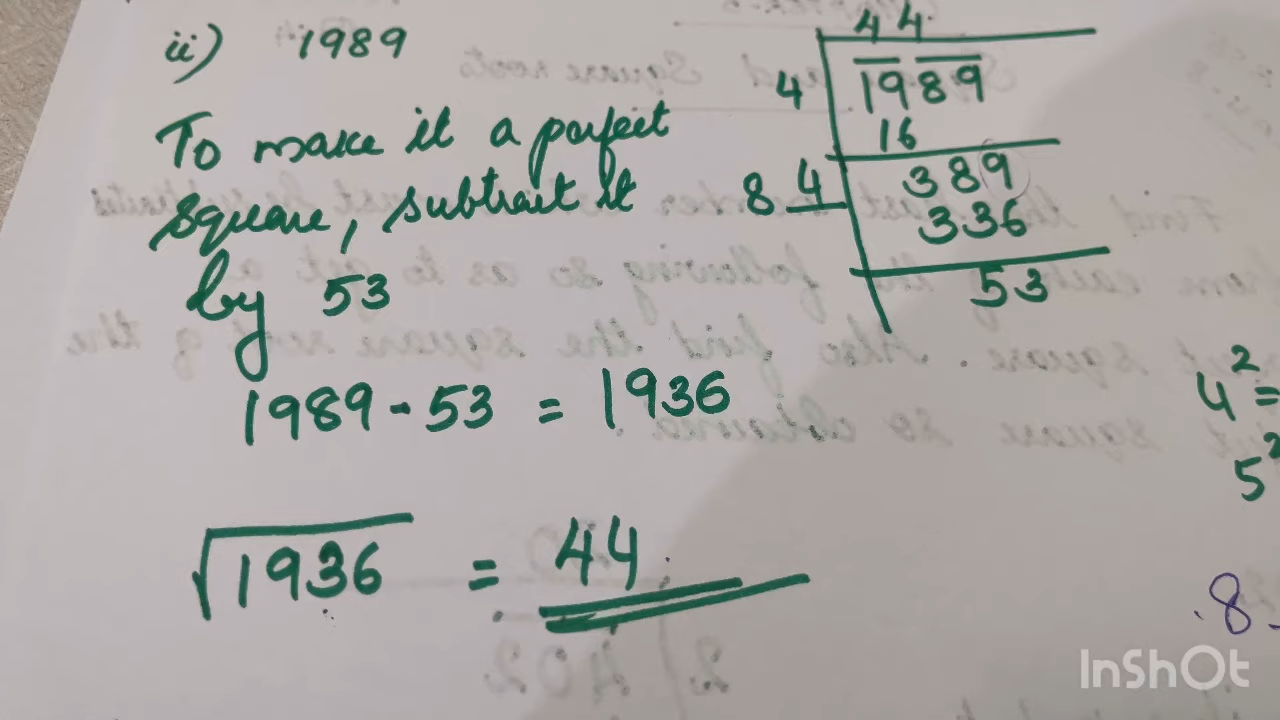 ii) 1989
To make it a perfect
square, subtrait it
by 53
1989 - 53 = 1936
√1936 = 44
44
4 1989
16
84 389
336
53
4² =
5²
8
InShOt